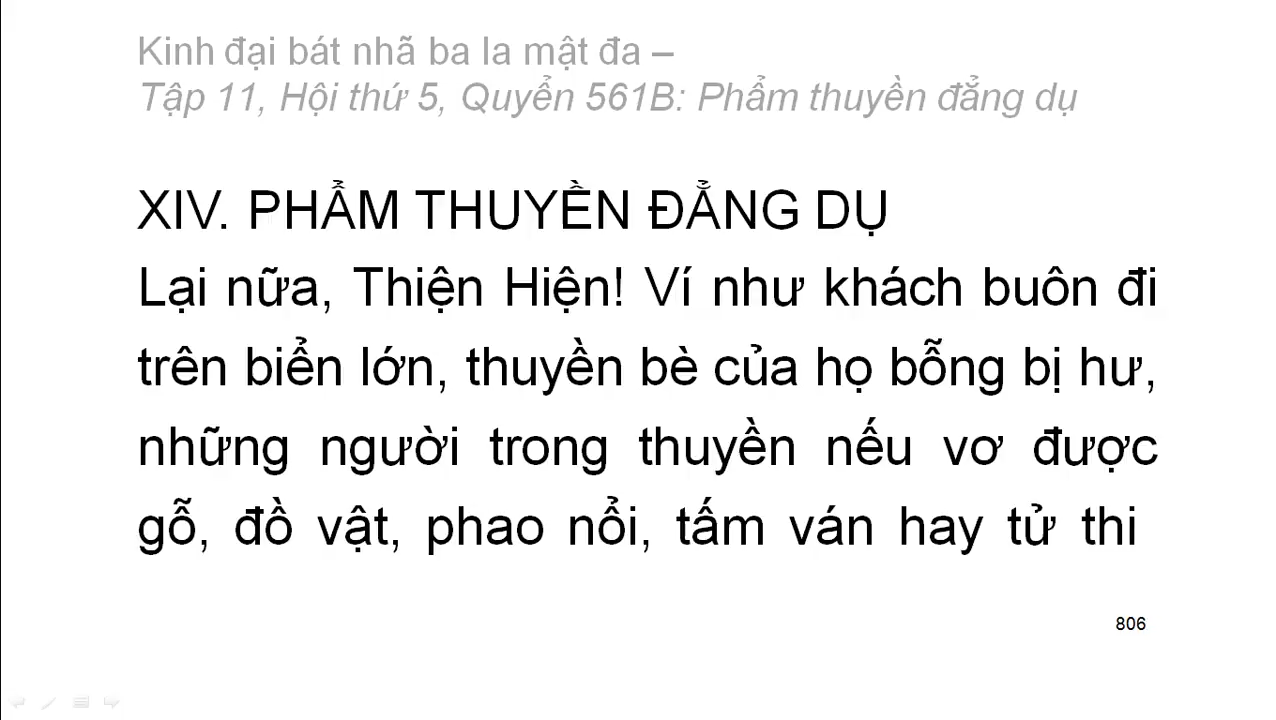 Kinh đại bát nhã ba la mật đa –
Tập 11, Hội thứ 5, Quyển 561B: Phẩm thuyền đẳng dụ
XIV. PHẨM THUYỀN ĐẲNG DỤ
Lại nữa, Thiện Hiện! Ví như khách buôn đi
trên biển lớn, thuyền bè của họ bỗng bị hư,
những người trong thuyền nếu vơ được
gỗ, đồ vật, phao nổi, tấm ván hay tử thi
806